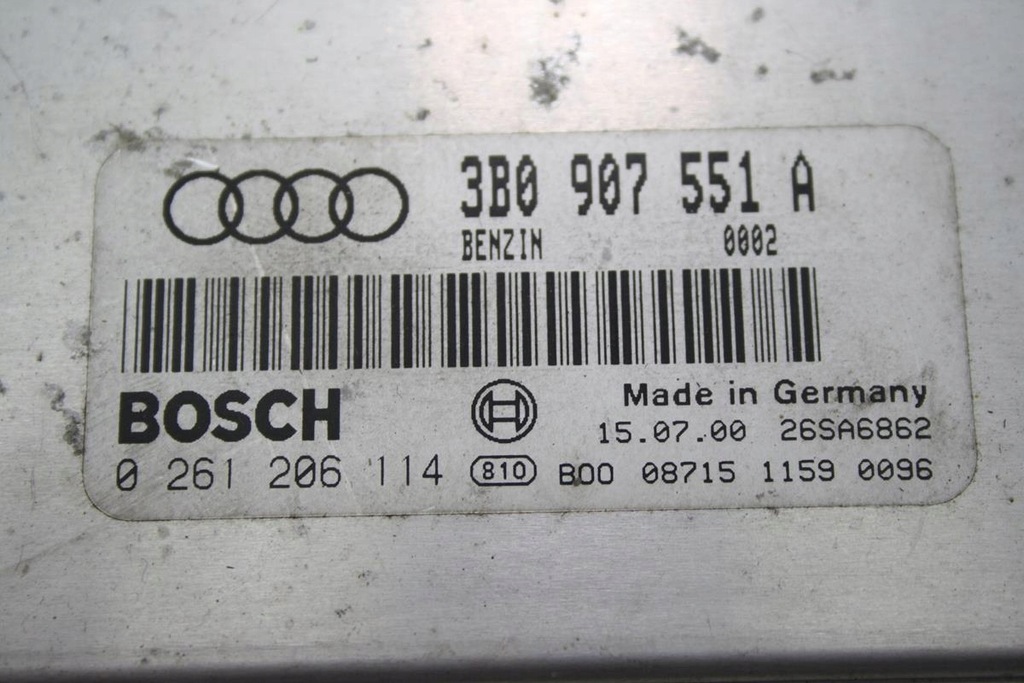 3B0 907 551 A
BENZIN 0002
BOSCH
Made in Germany
15.07.00 26SA6862
0 261 206 114 810 B00 08715 1159 0096